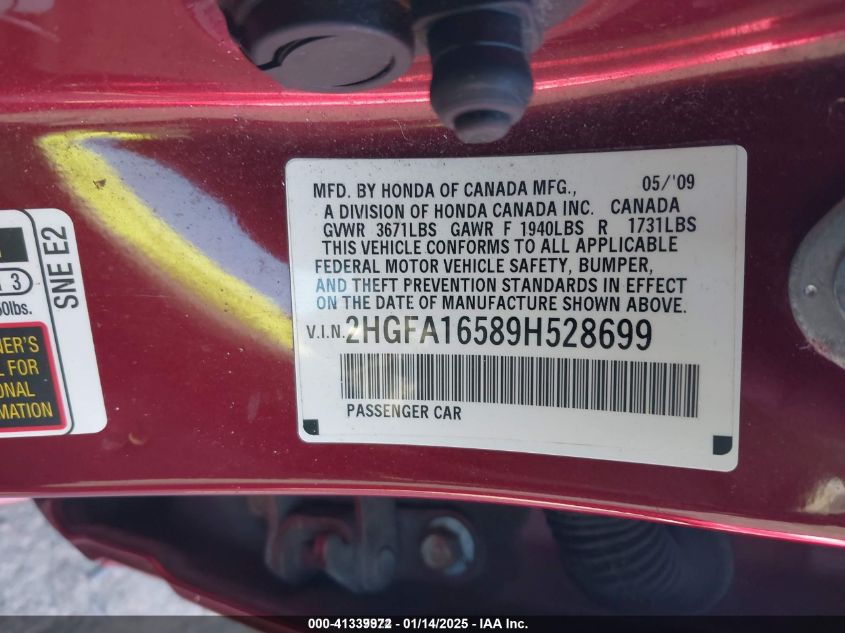 MFD. BY HONDA OF CANADA MFG., 05/'09
A DIVISION OF HONDA CANADA INC. CANADA
GVWR 3671LBS GAWR F 1940LBS R 1731LBS
THIS VEHICLE CONFORMS TO ALL APPLICABLE
FEDERAL MOTOR VEHICLE SAFETY, BUMPER,
AND THEFT PREVENTION STANDARDS IN EFFECT
ON THE DATE OF MANUFACTURE SHOWN ABOVE.
V.I.N. 2HGFA16589H528699
PASSENGER CAR
SNE E2
3
0lbs.
NER'S
FOR
ONAL
MATION
000-41339972 - 01/14/2025 - IAA Inc.